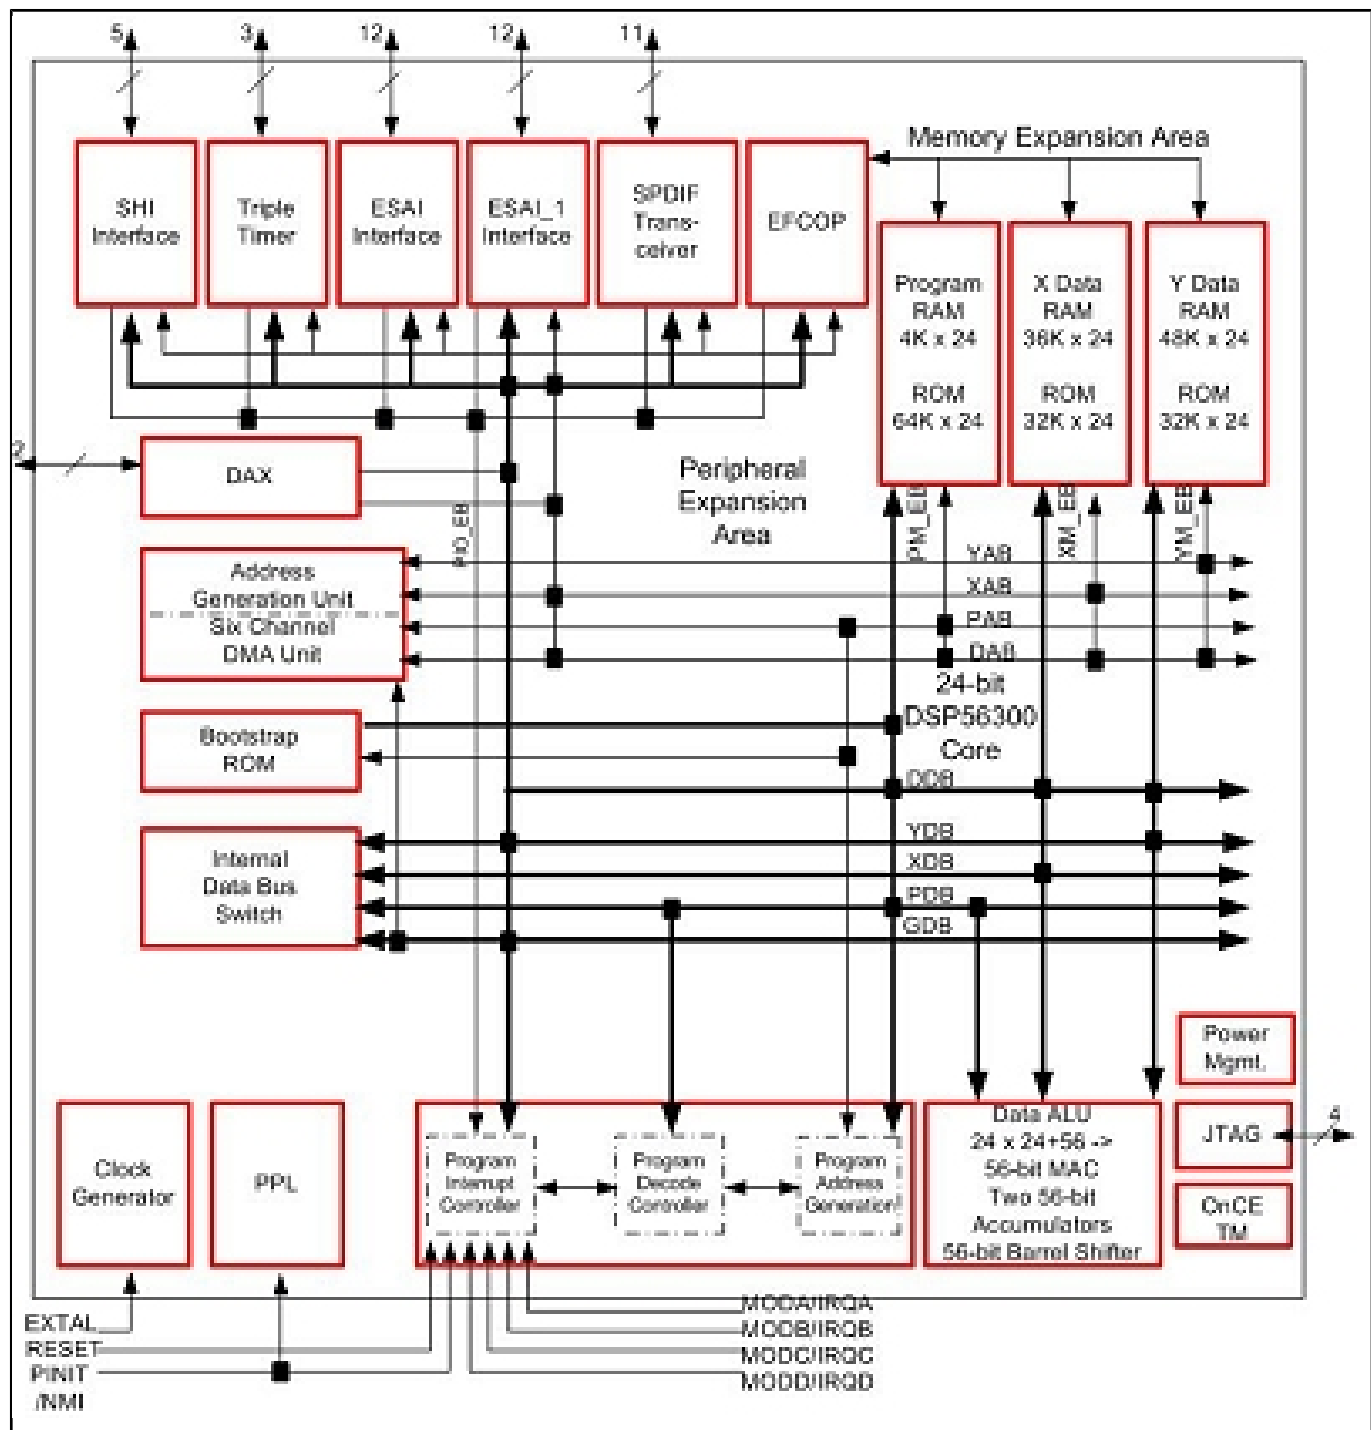 5
3
12
12
11
Memory Expansion Area
SHI
Interface
Triple
Timer
ESAI
Interface
ESAI_1
Interface
SPDIF
Trans-
ceiver
EFCOP
Program
RAM
4K x 24
ROM
64K x 24
X Data
RAM
36K x 24
ROM
32K x 24
Y Data
RAM
48K x 24
ROM
32K x 24
2
DAX
Peripheral
Expansion
Area
PIO_EB
PM_EB
XM_EB
YM_EB
Address
Generation Unit
Six Channel
DMA Unit
YAB
XAB
PAB
DAB
24-bit
DSP56300
Core
Bootstrap
ROM
DDB
YDB
XDB
PDB
GDB
Internal
Data Bus
Switch
Power
Mgmt.
Clock
Generator
PPL
Program
Interrupt
Controller
Program
Decode
Controller
Program
Address
Generation
Data ALU
24 x 24+56 ->
56-bit MAC
Two 56-bit
Accumulators
56-bit Barrel Shifter
JTAG
4
OnCE
TM
EXTAL
RESET
PINIT
/NMI
MODA/IRQA
MODB/IRQB
MODC/IRQC
MODD/IRQD